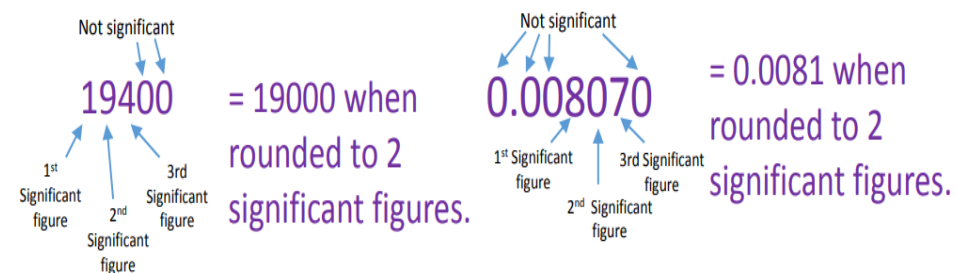 Not significant
19400
1st
Significant
figure
2nd
Significant
figure
3rd
Significant
figure
= 19000 when
rounded to 2
significant figures.
Not significant
0.008070
1st Significant
figure
2nd Significant
figure
3rd Significant
figure
= 0.0081 when
rounded to 2
significant figures.